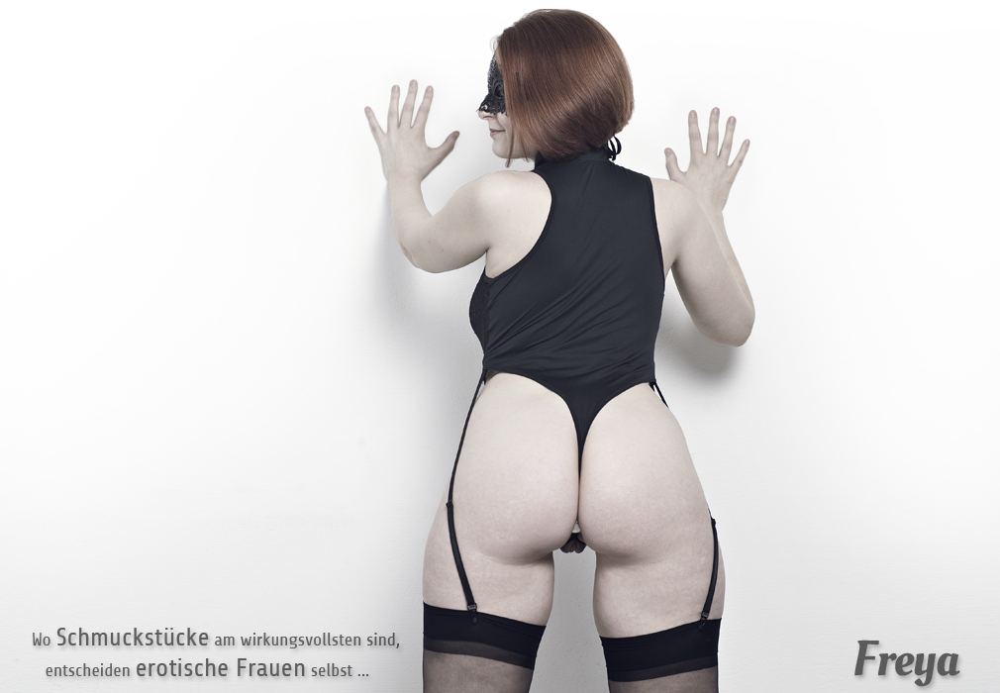 Wo Schmuckstücke am wirkungsvollsten sind,
entscheiden erotische Frauen selbst ...
Freya